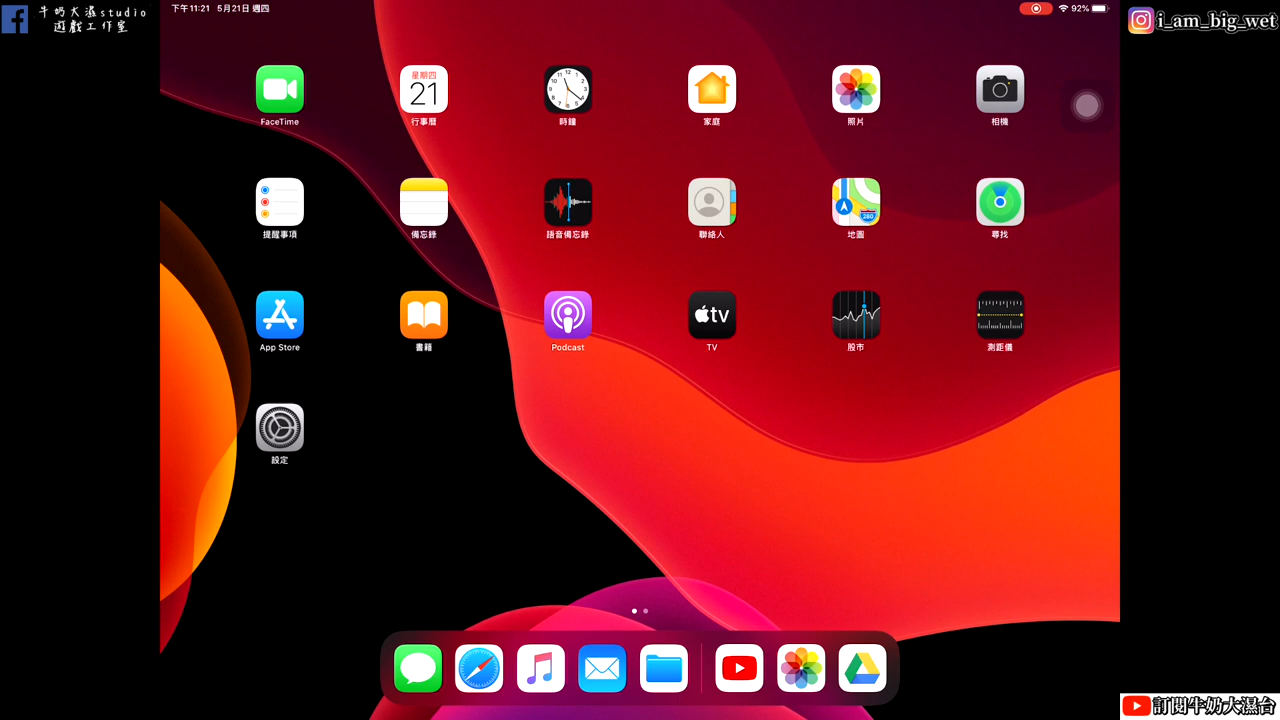 牛奶大濕studio
遊戲工作室
下午11:21 5月21日 週四
92%
i_am_big_wet
FaceTime
星期四
21
行事曆
12
時鐘
家庭
照片
相機
提醒事項
備忘錄
語音備忘錄
聯絡人
280
地圖
尋找
App Store
書籍
Podcast
tv
TV
股市
測距儀
設定
訂閱牛奶大濕台